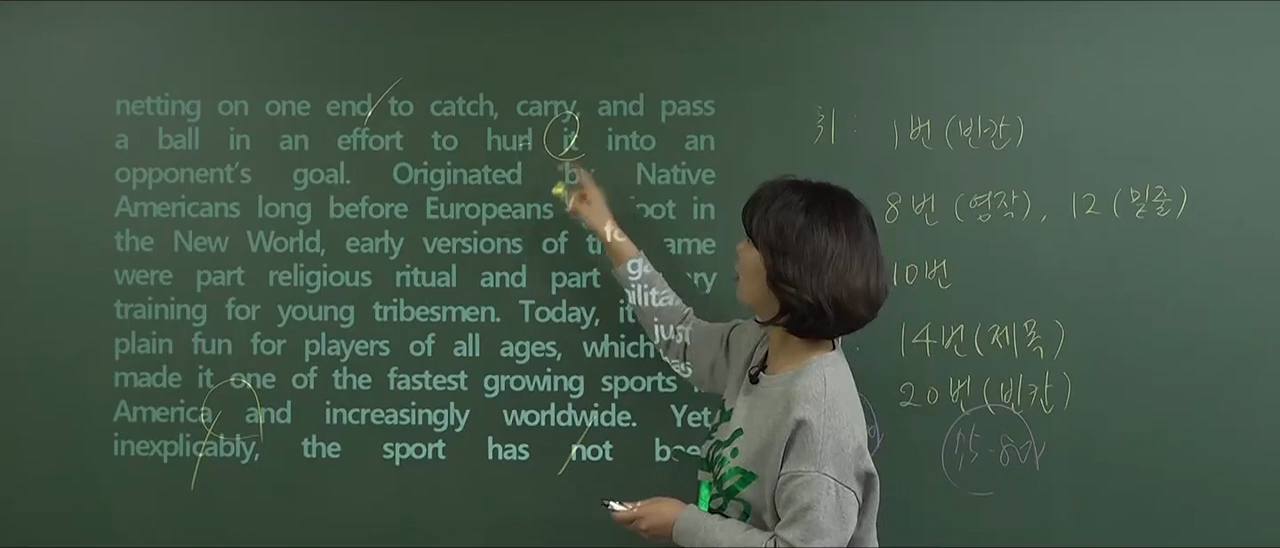 netting on one end to catch, carry, and pass
a ball in an effort to hurl it into an
opponent's goal. Originated by Native
Americans long before Europeans foot in
the New World, early versions of the game
were part religious ritual and part
training for young tribesmen. Today, it
plain fun for players of all ages, which
made it one of the fastest growing sports
America and increasingly worldwide. Yet
inexplicably, the sport has not
1번 (빈칸)
8번 (영작), 12 (밑줄)
10번
14번 (제목)
20번 (빈칸)